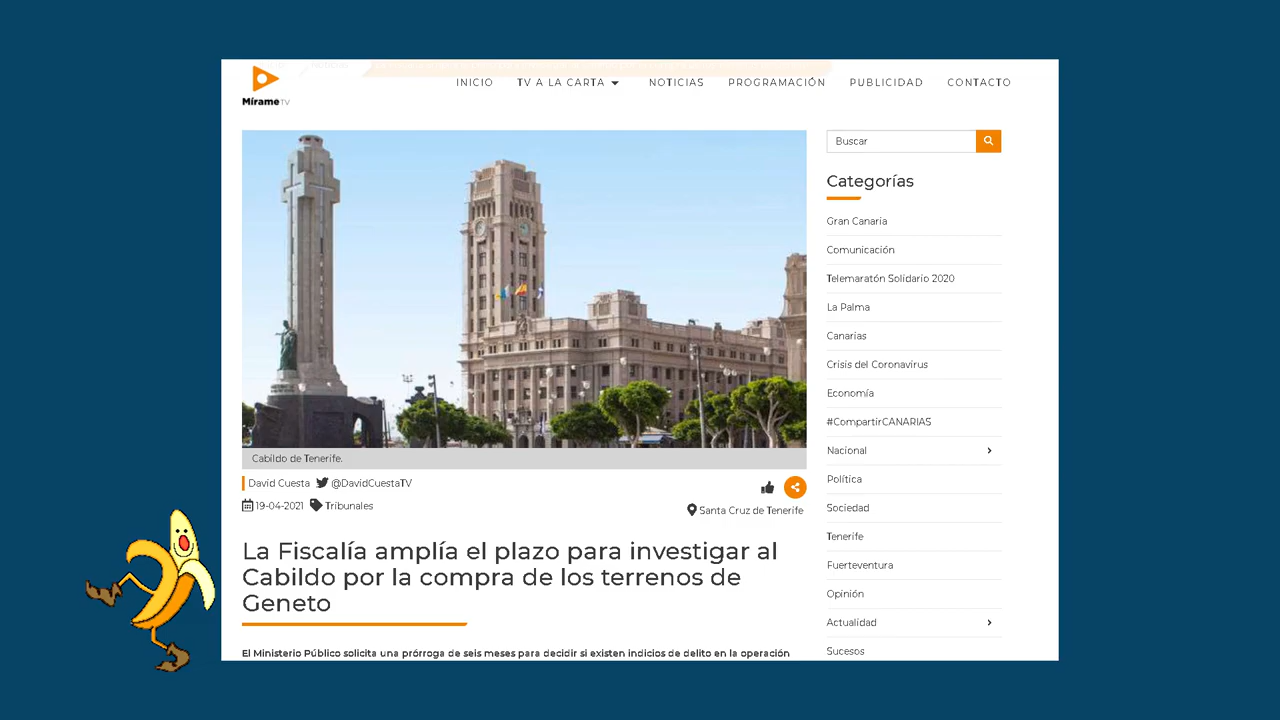 MírameTV
INICIO TV A LA CARTA NOTICIAS PROGRAMACIÓN PUBLICIDAD CONTACTO
Buscar
Categorías
Gran Canaria
Comunicación
Telemaratón Solidario 2020
La Palma
Canarias
Crisis del Coronavirus
Economía
#CompartirCANARIAS
Nacional
Política
Sociedad
Tenerife
Fuerteventura
Opinión
Actualidad
Sucesos
Cabildo de Tenerife.
David Cuesta @DavidCuestaTV
19-04-2021 Tribunales
Santa Cruz de Tenerife
La Fiscalía amplía el plazo para investigar al
Cabildo por la compra de los terrenos de
Geneto
El Ministerio Público solicita una prórroga de seis meses para decidir si existen indicios de delito en la operación